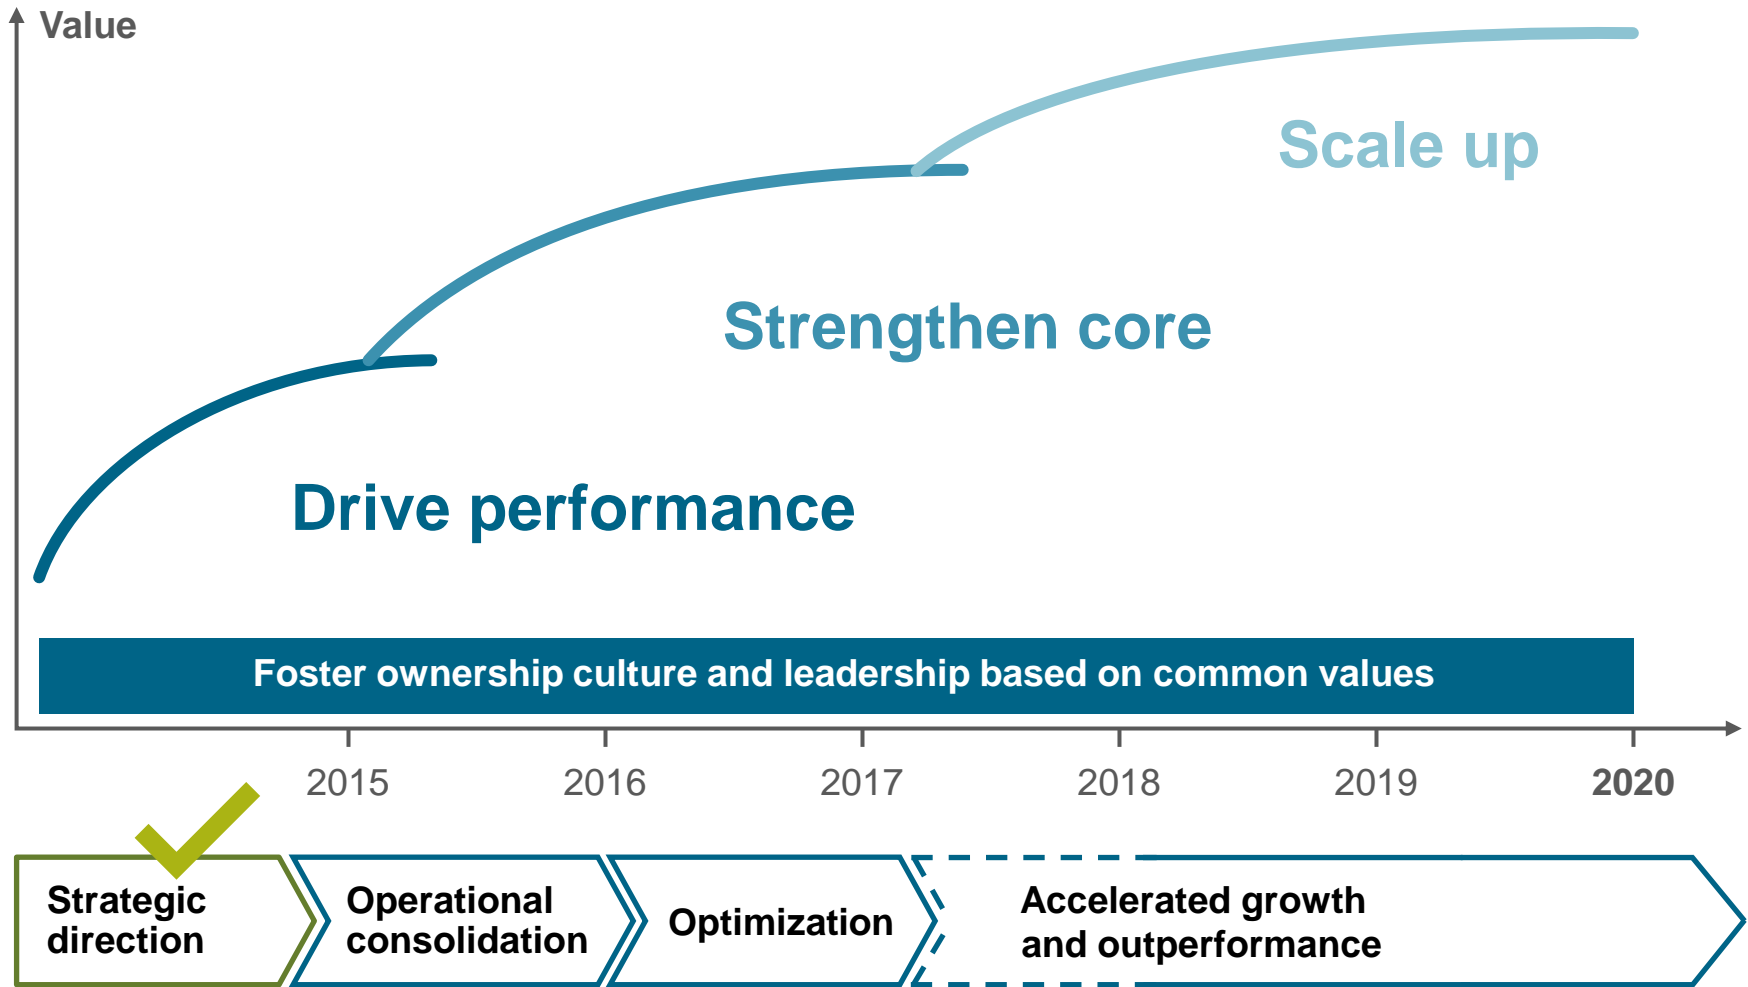 Value
Scale up
Strengthen core
Drive performance
Foster ownership culture and leadership based on common values
2015 2016 2017 2018 2019 2020
Strategic
direction
Operational
consolidation
Optimization
Accelerated growth
and outperformance